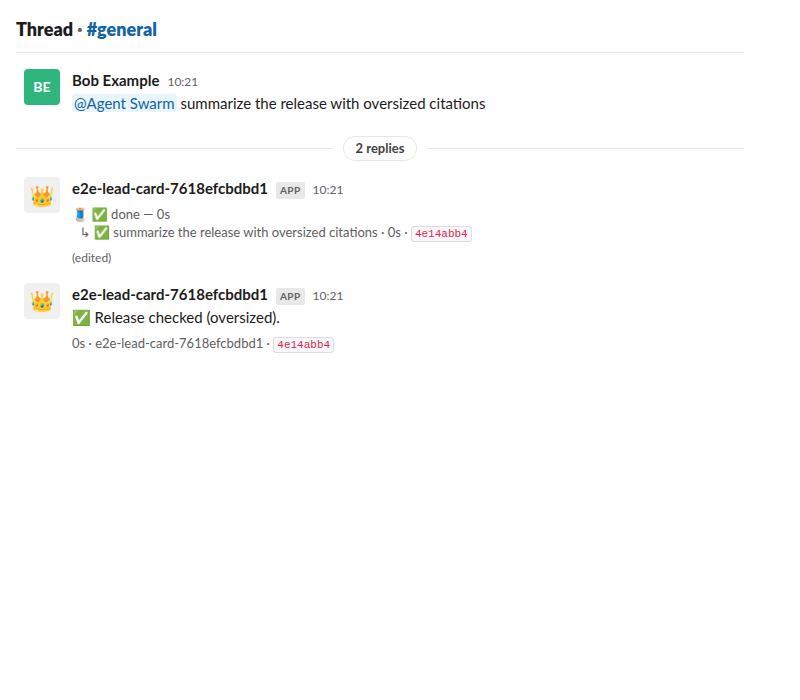 Thread • #general
BE
Bob Example 10:21
@Agent Swarm summarize the release with oversized citations
2 replies
e2e-lead-card-7618efcbdbd1 APP 10:21
🧵 ✅ done — 0s
↳ ✅ summarize the release with oversized citations · 0s · 4e14abb4
(edited)
e2e-lead-card-7618efcbdbd1 APP 10:21
✅ Release checked (oversized).
0s · e2e-lead-card-7618efcbdbd1 · 4e14abb4